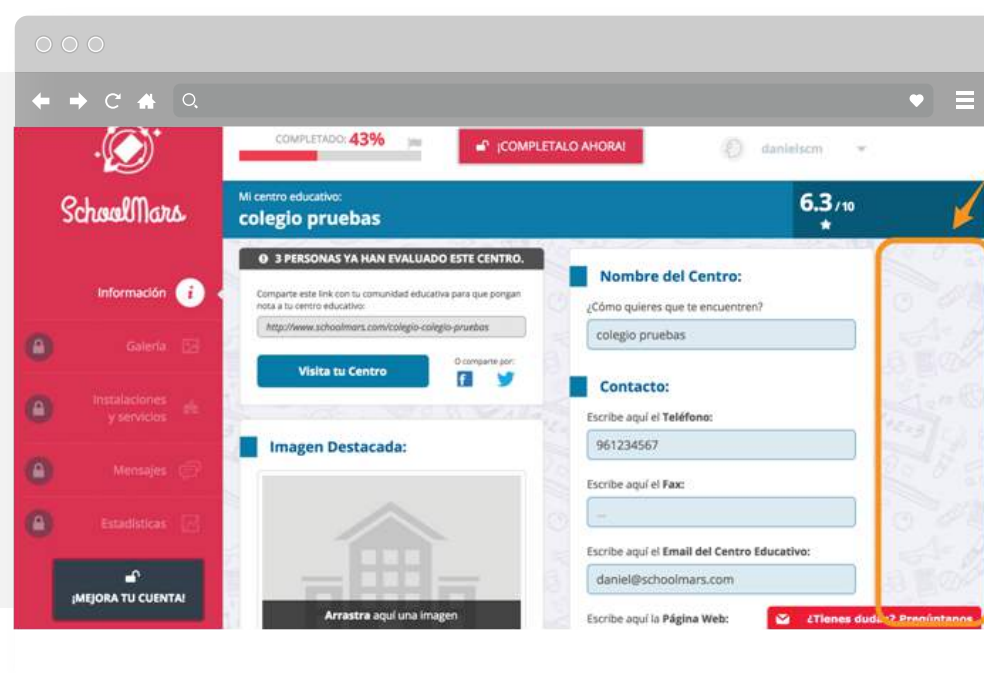 COMPLETADO: 43%
¡COMPLETALO AHORA!
danielscm
SchoolMars
Mi centro educativo:
colegio pruebas
6.3 / 10
Información
Galería
Instalaciones
y servicios
Mensajes
Estadísticas
¡MEJORA TU CUENTA!
3 PERSONAS YA HAN EVALUADO ESTE CENTRO.
Comparte este link con tu comunidad educativa para que pongan
nota a tu centro educativo:
http://www.schoolmars.com/colegio-colegio-pruebas
Visita tu Centro
O comparte por:
Imagen Destacada:
Arrastra aquí una imagen
Nombre del Centro:
¿Cómo quieres que te encuentren?
colegio pruebas
Contacto:
Escribe aquí el Teléfono:
961234567
Escribe aquí el Fax:
...
Escribe aquí el Email del Centro Educativo:
daniel@schoolmars.com
Escribe aquí la Página Web:
¿Tienes dudas? Pregúntanos